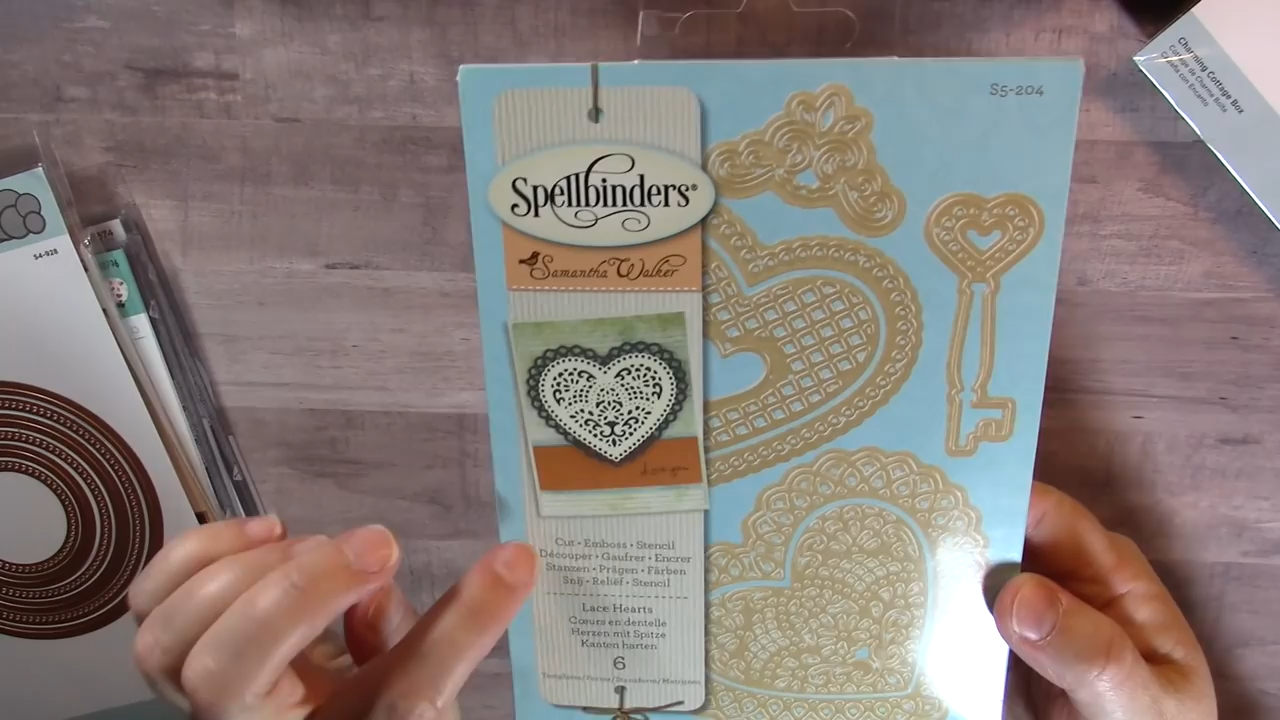 S5-204
Spellbinders®
Samantha Walker
Cut • Emboss • Stencil
Découper • Gaufrer • Encrer
Stanzen • Prägen • Färben
Snij • Reliëf • Stencil
Lace Hearts
Cœurs en dentelle
Herzen mit Spitze
Kanten harten
6
Charming Cottage Box
S4-928